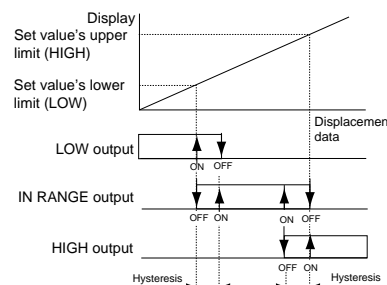 Display
Set value's upper
limit (HIGH)
Set value's lower
limit (LOW)
Displacemen
data
LOW output
ON OFF
IN RANGE output
OFF ON ON OFF
HIGH output
OFF ON
Hysteresis Hysteresis